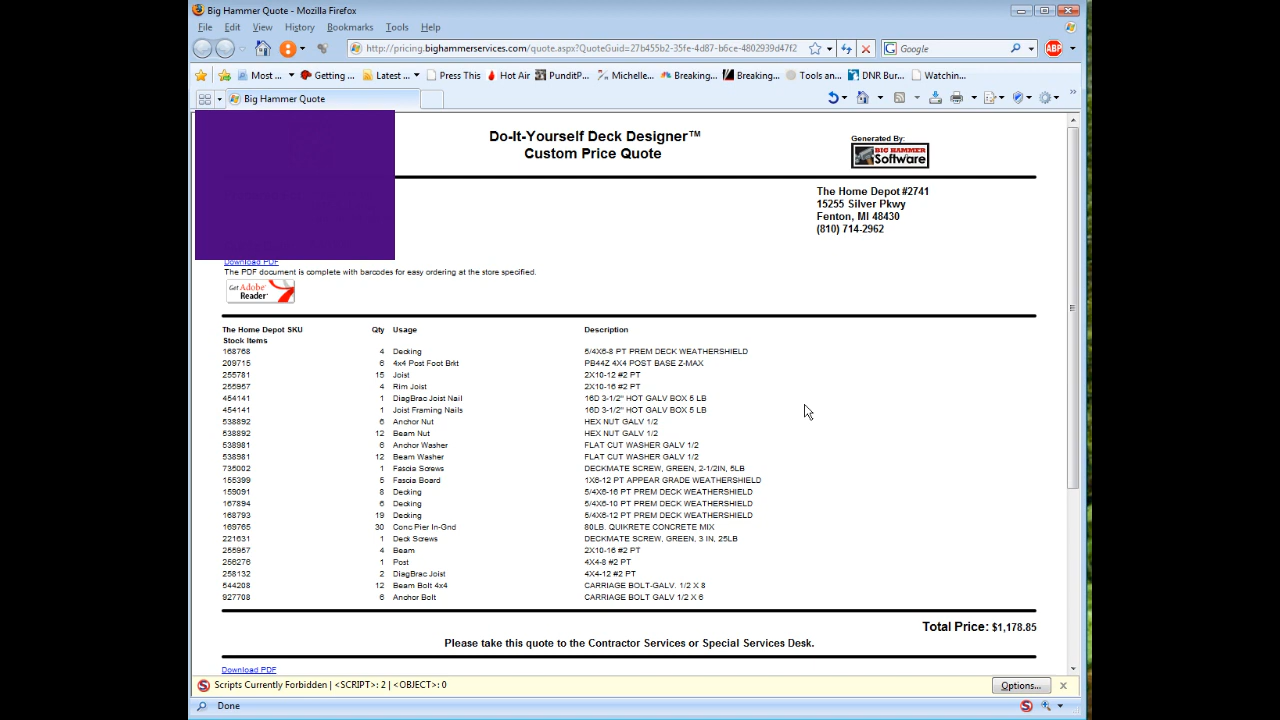 Big Hammer Quote - Mozilla Firefox
File Edit View History Bookmarks Tools Help
http://pricing.bighammerservices.com/quote.aspx?QuoteGuid=27b455b2-35fe-4d87-b6ce-4802939d47f2 Google ABP
Most ... Getting ... Latest ... Press This Hot Air PunditP... Michelle... Breaking... Breaking... Tools an... DNR Bur... Watchin...
Big Hammer Quote
Do-It-Yourself Deck Designer™
Custom Price Quote
Generated By:
BIG HAMMER
Software
The Home Depot #2741
15255 Silver Pkwy
Fenton, MI 48430
(810) 714-2962
Download PDF
The PDF document is complete with barcodes for easy ordering at the store specified.
Get Adobe
Reader
The Home Depot SKU Qty Usage Description
Stock Items
168768 4 Decking 5/4X6-8 PT PREM DECK WEATHERSHIELD
209715 6 4x4 Post Foot Brkt PB44Z 4X4 POST BASE Z-MAX
255781 15 Joist 2X10-12 #2 PT
255957 4 Rim Joist 2X10-16 #2 PT
454141 1 DiagBrac Joist Nail 16D 3-1/2" HOT GALV BOX 5 LB
454141 1 Joist Framing Nails 16D 3-1/2" HOT GALV BOX 5 LB
538892 6 Anchor Nut HEX NUT GALV 1/2
538892 12 Beam Nut HEX NUT GALV 1/2
538981 6 Anchor Washer FLAT CUT WASHER GALV 1/2
538981 12 Beam Washer FLAT CUT WASHER GALV 1/2
735002 1 Fascia Screws DECKMATE SCREW, GREEN, 2-1/2IN, 5LB
155399 5 Fascia Board 1X6-12 PT APPEAR GRADE WEATHERSHIELD
159091 8 Decking 5/4X6-16 PT PREM DECK WEATHERSHIELD
167894 6 Decking 5/4X6-10 PT PREM DECK WEATHERSHIELD
168793 19 Decking 5/4X6-12 PT PREM DECK WEATHERSHIELD
169765 30 Conc Pier In-Gnd 80LB. QUIKRETE CONCRETE MIX
221631 1 Deck Screws DECKMATE SCREW, GREEN, 3 IN, 25LB
255957 4 Beam 2X10-16 #2 PT
256276 1 Post 4X4-8 #2 PT
258132 2 DiagBrac Joist 4X4-12 #2 PT
544208 12 Beam Bolt 4x4 CARRIAGE BOLT-GALV. 1/2 X 8
927708 6 Anchor Bolt CARRIAGE BOLT GALV 1/2 X 6
Total Price: $1,178.85
Please take this quote to the Contractor Services or Special Services Desk.
Download PDF
Scripts Currently Forbidden | <SCRIPT>: 2 | <OBJECT>: 0 Options...
Done